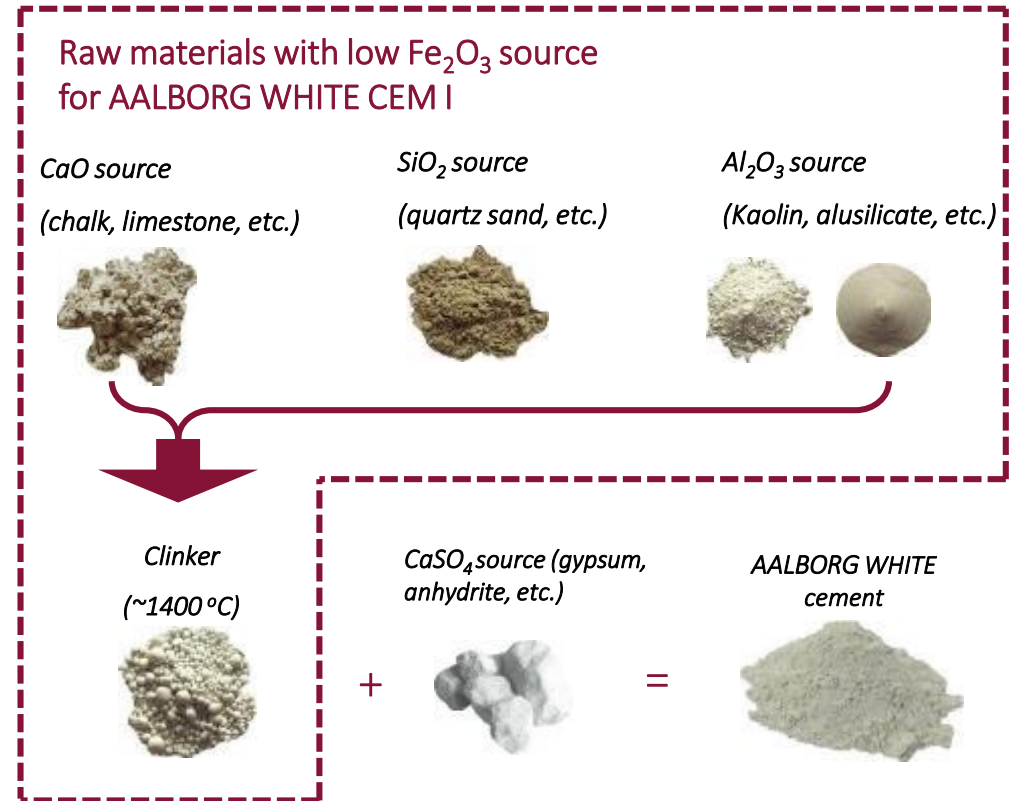 Raw materials with low Fe₂O₃ source
for AALBORG WHITE CEM I
CaO source
(chalk, limestone, etc.)
SiO₂ source
(quartz sand, etc.)
Al₂O₃ source
(Kaolin, alusilicate, etc.)
Clinker
(~1400 ºC)
CaSO₄ source (gypsum,
anhydrite, etc.)
AALBORG WHITE
cement
+
=